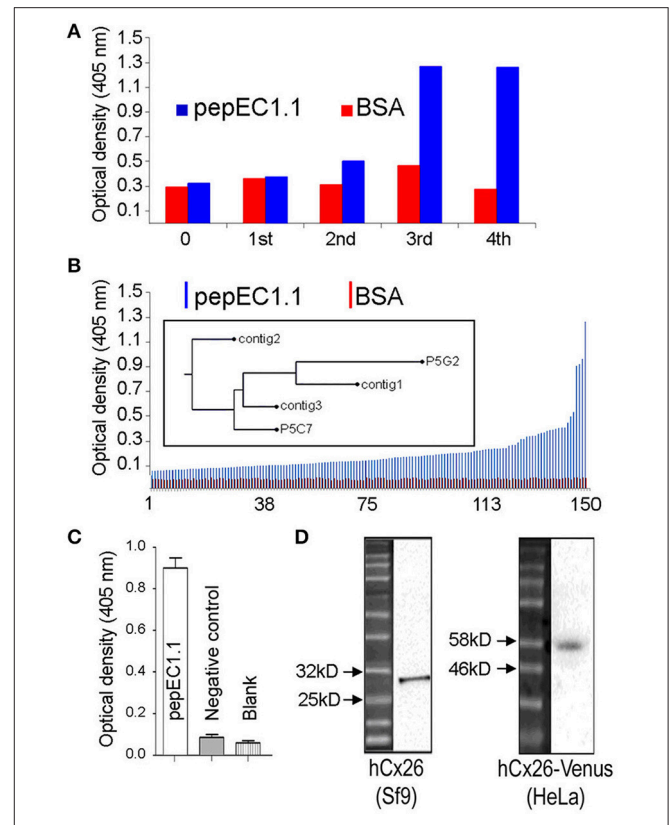 A
Optical density (405 nm)
1.5
1.3
1.1
0.9
0.7
0.5
0.3
0.1
pepEC1.1 BSA
0 1st 2nd 3rd 4th
B
Optical density (405 nm)
1.5
1.3
1.1
0.9
0.7
0.5
0.3
0.1
pepEC1.1 BSA
contig2
P5G2
contig1
contig3
P5C7
1 38 75 113 150
C
Optical density (405 nm)
1.0
0.8
0.6
0.4
0.2
0.0
pepEC1.1
Negative control
Blank
D
32kD
25kD
hCx26
(Sf9)
58kD
46kD
hCx26-Venus
(HeLa)